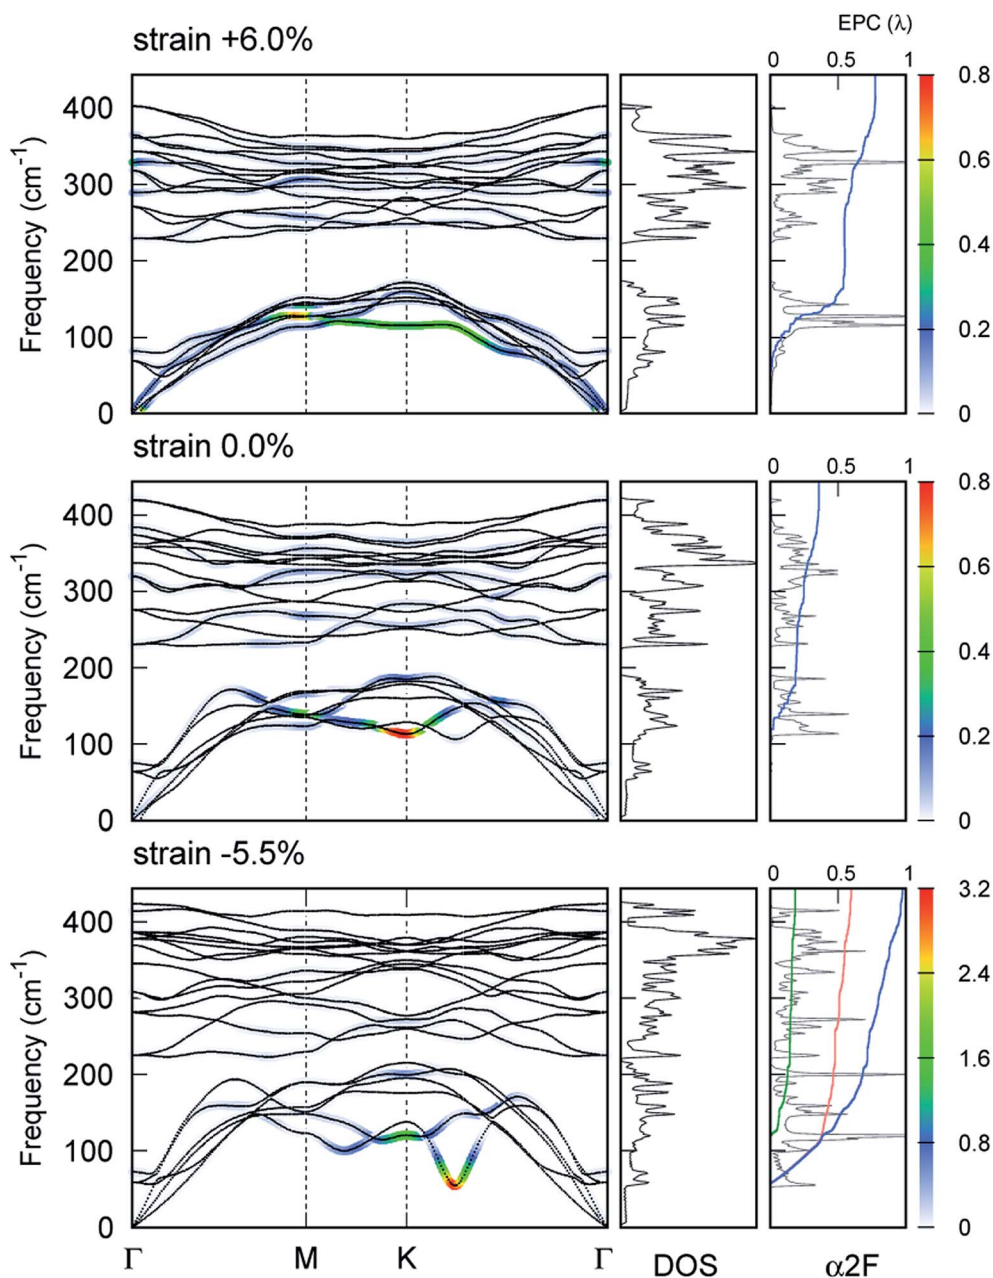 EPC (λ)
strain +6.0%
0 0.5 1
Frequency (cm⁻¹)
400
300
200
100
0
0.8
0.6
0.4
0.2
0
strain 0.0%
0 0.5 1
Frequency (cm⁻¹)
400
300
200
100
0
0.8
0.6
0.4
0.2
0
strain -5.5%
0 0.5 1
Frequency (cm⁻¹)
400
300
200
100
0
3.2
2.4
1.6
0.8
0
Γ M K Γ DOS α2F